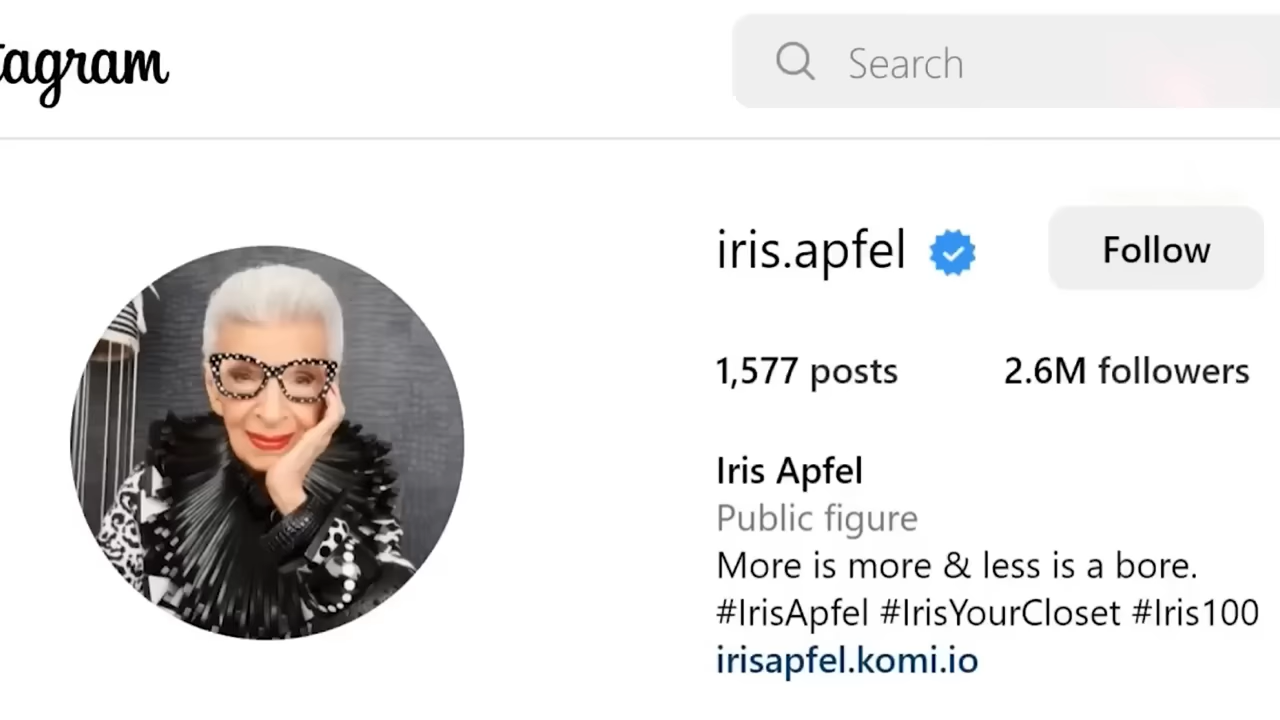 tagram
Search
iris.apfel
Follow
1,577 posts 2.6M followers
Iris Apfel
Public figure
More is more & less is a bore.
#IrisApfel #IrisYourCloset #Iris100
irisapfel.komi.io